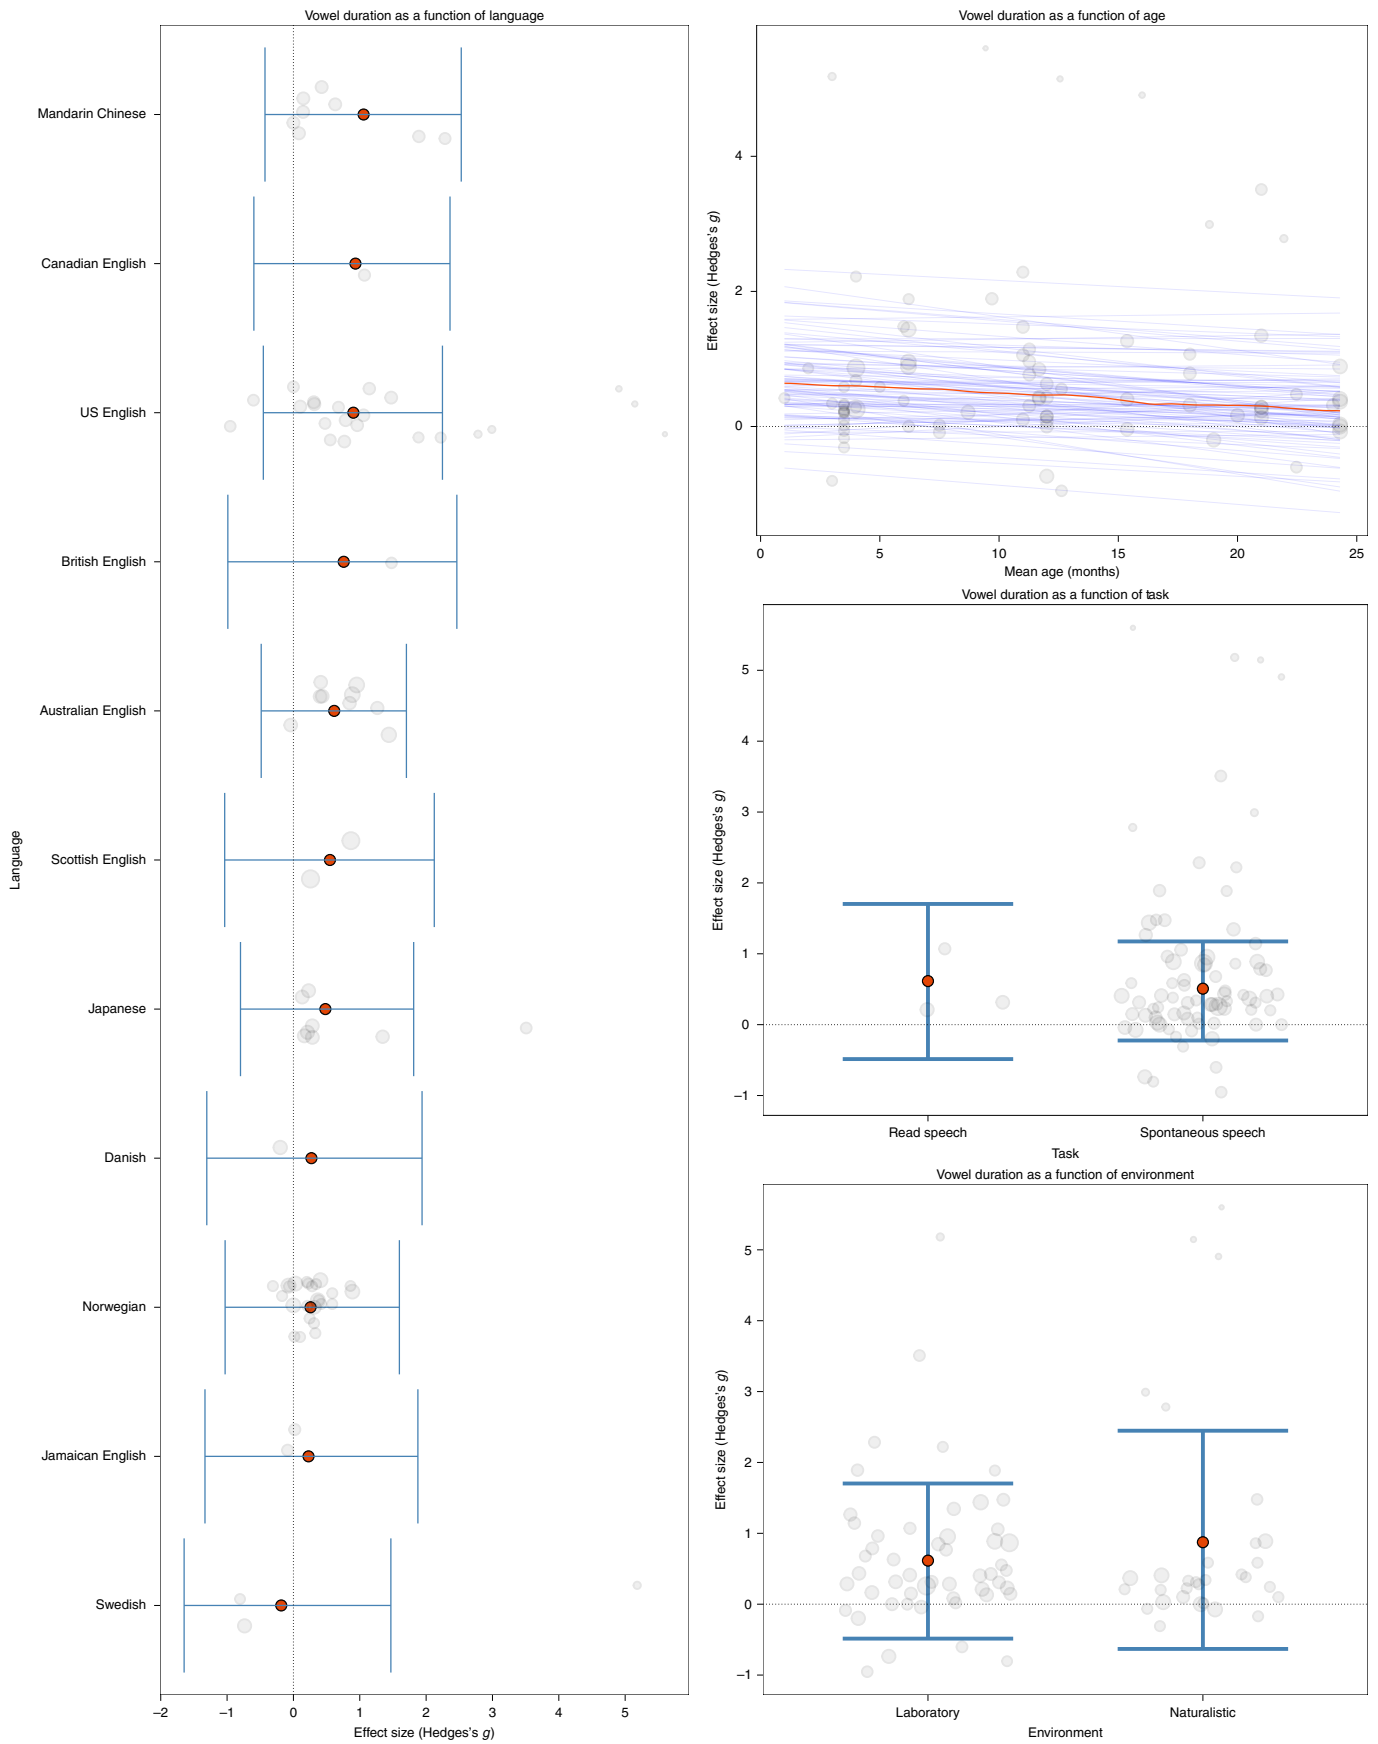 Vowel duration as a function of language
Mandarin Chinese
Canadian English
US English
British English
Australian English
Scottish English
Japanese
Danish
Norwegian
Jamaican English
Swedish
Language
–2 –1 0 1 2 3 4 5
Effect size (Hedges's g)
Vowel duration as a function of age
4
2
0
Effect size (Hedges's g)
0 5 10 15 20 25
Mean age (months)
Vowel duration as a function of task
5
4
3
2
1
0
–1
Effect size (Hedges's g)
Read speech Spontaneous speech
Task
Vowel duration as a function of environment
5
4
3
2
1
0
–1
Effect size (Hedges's g)
Laboratory Naturalistic
Environment